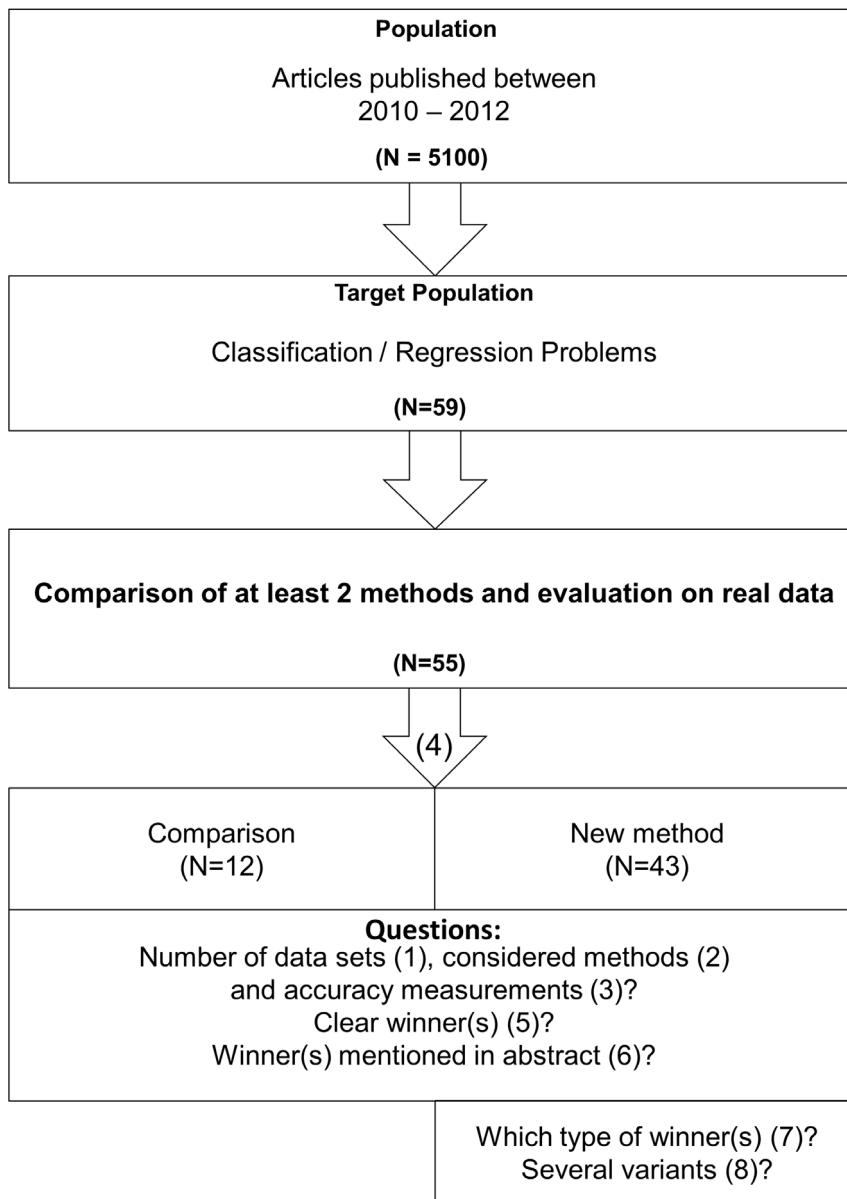 Population
Articles published between
2010 – 2012
(N = 5100)
Target Population
Classification / Regression Problems
(N=59)
Comparison of at least 2 methods and evaluation on real data
(N=55)
(4)
Comparison
(N=12)
New method
(N=43)
Questions:
Number of data sets (1), considered methods (2)
and accuracy measurements (3)?
Clear winner(s) (5)?
Winner(s) mentioned in abstract (6)?
Which type of winner(s) (7)?
Several variants (8)?